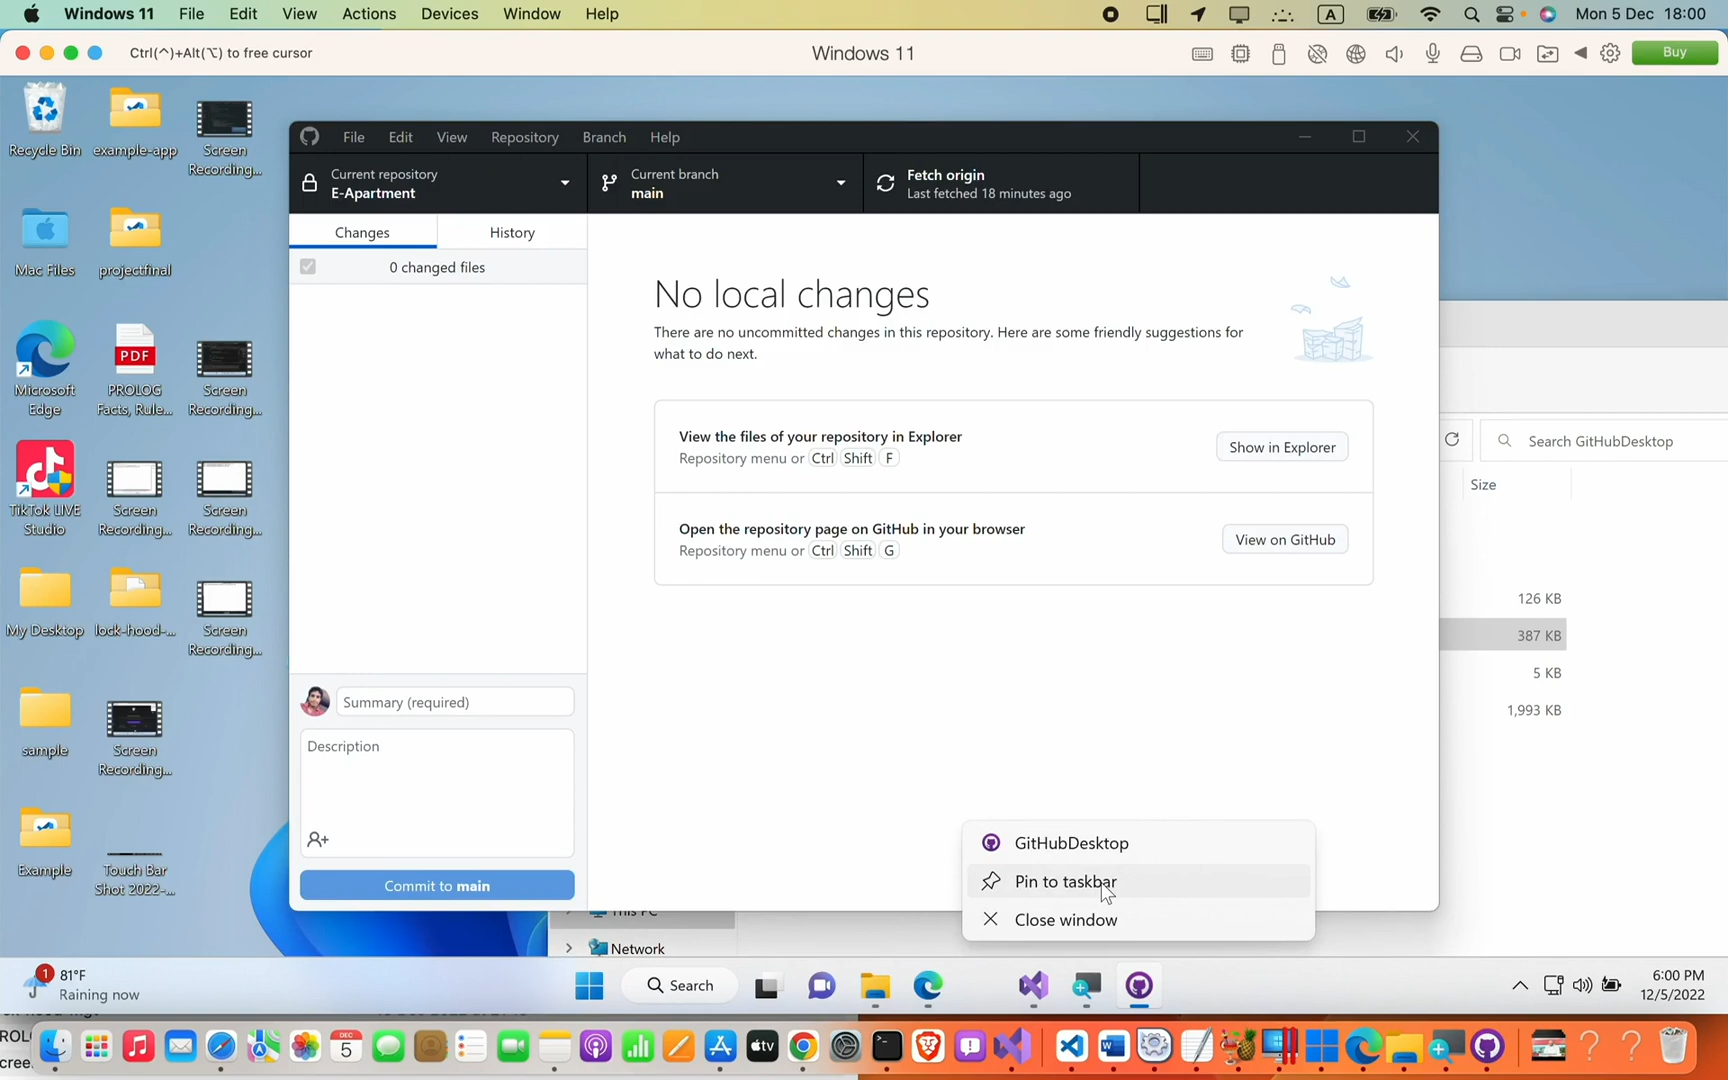 Windows 11 File Edit View Actions Devices Window Help A Mon 5 Dec 18:00
Ctrl(^)+Alt(⌥) to free cursor Windows 11 Buy
Recycle Bin
example-app
Screen
Recording...
Mac Files
projectfinal
Microsoft
Edge
PDF
PROLOG
Facts, Rule...
Screen
Recording...
TikTok LIVE
Studio
Screen
Recording...
Screen
Recording...
My Desktop
lock-hood-...
Screen
Recording...
sample
Screen
Recording...
Example
Touch Bar
Shot 2022-...
File Edit View Repository Branch Help
Current repository
E-Apartment
Current branch
main
Fetch origin
Last fetched 18 minutes ago
Changes History
0 changed files
No local changes
There are no uncommitted changes in this repository. Here are some friendly suggestions for
what to do next.
View the files of your repository in Explorer
Repository menu or Ctrl Shift F
Show in Explorer
Open the repository page on GitHub in your browser
Repository menu or Ctrl Shift G
View on GitHub
Summary (required)
Description
Commit to main
Search GitHubDesktop
Size
126 KB
387 KB
5 KB
1,993 KB
GitHubDesktop
Pin to taskbar
Close window
This PC
Network
1
81°F
Raining now
Search
6:00 PM
12/5/2022
DEC
5
tv